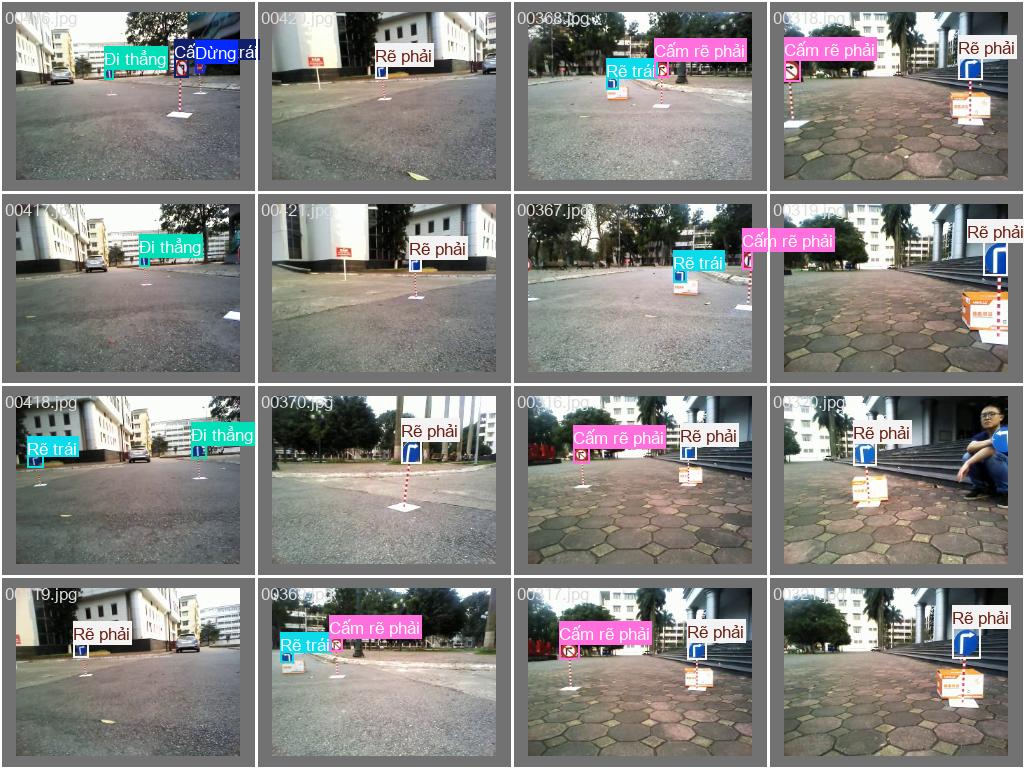 Đi thẳng
Dừng
rái
00420.jpg
Rẽ phải
00368.jpg
Cấm rẽ phải
Rẽ trái
00318.jpg
Cấm rẽ phải
Rẽ phải
00417.jpg
Đi thẳng
00421.jpg
Rẽ phải
00367.jpg
Cấm rẽ phải
Rẽ trái
00319.jpg
Rẽ phải
00418.jpg
Rẽ trái
Đi thẳng
00370.jpg
Rẽ phải
00316.jpg
Cấm rẽ phải
Rẽ phải
00320.jpg
Rẽ phải
00419.jpg
Rẽ phải
00369.jpg
Cấm rẽ phải
Rẽ trái
00317.jpg
Cấm rẽ phải
Rẽ phải
00321.jpg
Rẽ phải